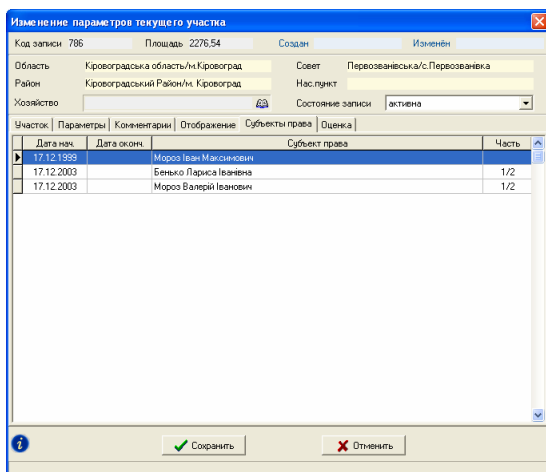 Изменение параметров текущего участка
Код записи 786 Площадь 2276,54 Создан Изменён
Область Кіровоградська область/м.Кіровоград Совет Первозванівська/с.Первозванівка
Район Кіровоградський Район/м. Кіровоград Нас.пункт
Хозяйство Состояние записи активна
Участок Параметры Комментарии Отображение Субъекты права Оценка
Дата нач. Дата оконч. Субъект права Часть
17.12.1999 Мороз Іван Максимович
17.12.2003 Бенько Лариса Іванівна 1/2
17.12.2003 Мороз Валерій Іванович 1/2
Сохранить Отменить